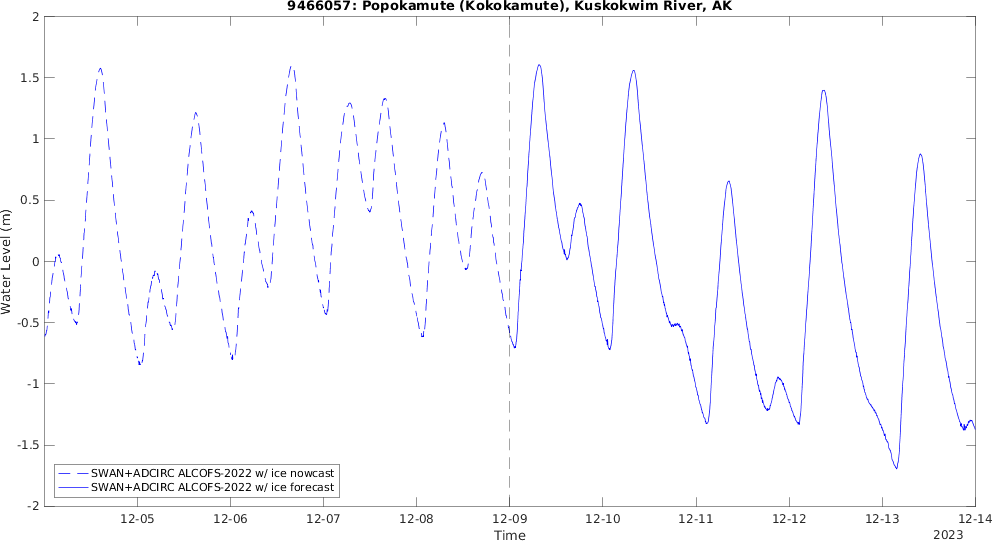 9466057: Popokamute (Kokokamute), Kuskokwim River, AK
2
1.5
1
0.5
0
-0.5
-1
-1.5
-2
Water Level (m)
SWAN+ADCIRC ALCOFS-2022 w/ ice nowcast
SWAN+ADCIRC ALCOFS-2022 w/ ice forecast
12-05 12-06 12-07 12-08 12-09 12-10 12-11 12-12 12-13 12-14
Time
2023